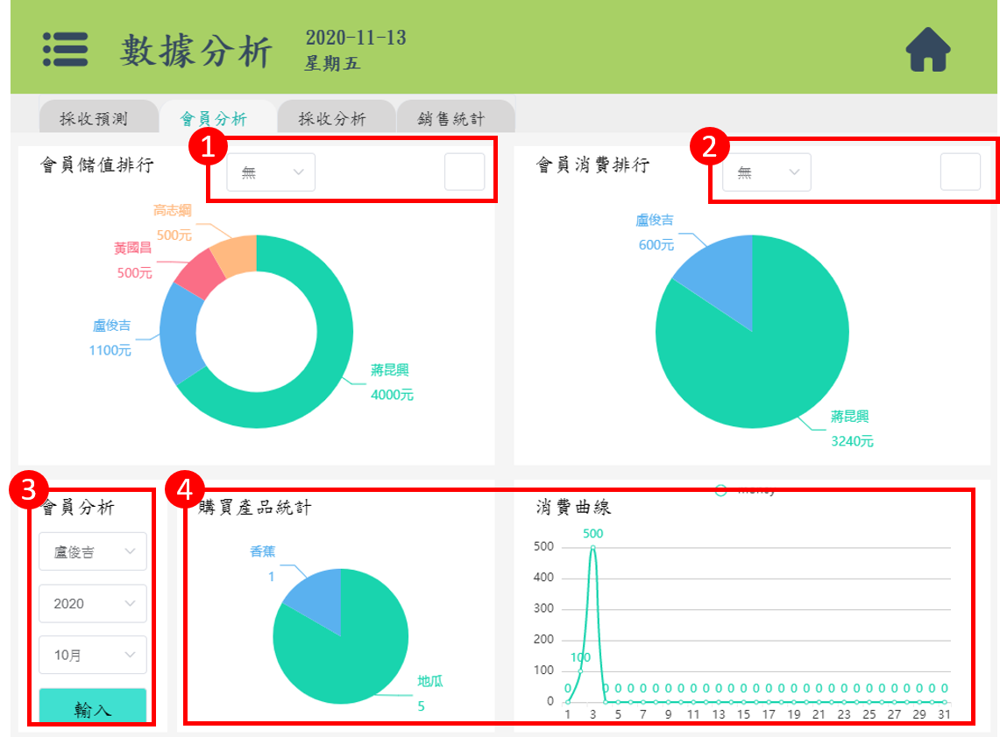 數據分析
2020-11-13
星期五
採收預測 會員分析 採收分析 銷售統計
1
會員儲值排行
無
高志綱
500元
黃國昌
500元
盧俊吉
1100元
蔣昆興
4000元
2
會員消費排行
無
盧俊吉
600元
蔣昆興
3240元
3
會員分析
盧俊吉
2020
10月
輸入
4
購買產品統計
香蕉
1
地瓜
5
money
消費曲線
500
400
300
200
100
0
500
100
0 0 0 0 0 0 0 0 0 0 0 0 0 0 0 0 0 0 0 0 0 0 0 0 0 0 0 0 0
1 3 5 7 9 11 13 15 17 19 21 23 25 27 29 31